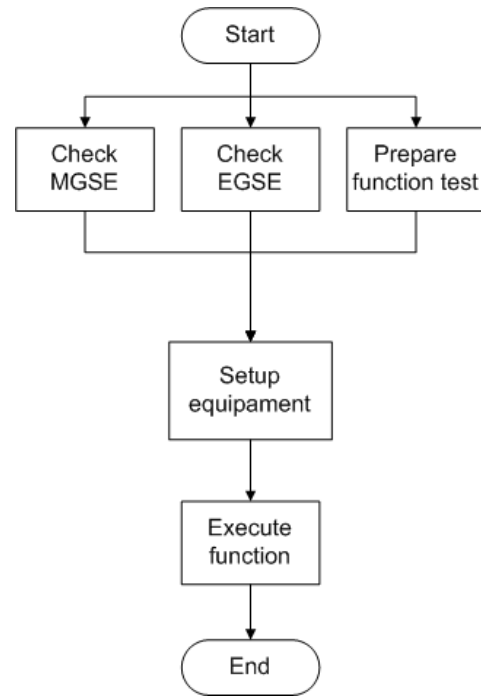 Start
Check
MGSE
Check
EGSE
Prepare
function test
Setup
equipament
Execute
function
End